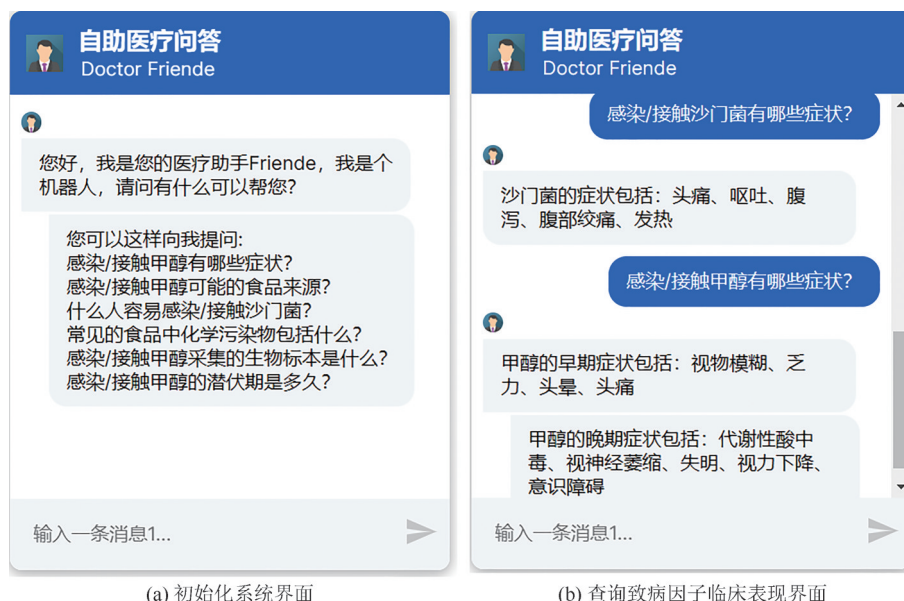 自助医疗问答
Doctor Friende
您好，我是您的医疗助手Friende，我是个
机器人，请问有什么可以帮您？
您可以这样向我提问:
感染/接触甲醇有哪些症状？
感染/接触甲醇可能的食品来源？
什么人容易感染/接触沙门菌？
常见的食品中化学污染物包括什么？
感染/接触甲醇采集的生物标本是什么？
感染/接触甲醇的潜伏期是多久？
输入一条消息1...
(a) 初始化系统界面
自助医疗问答
Doctor Friende
感染/接触沙门菌有哪些症状？
沙门菌的症状包括：头痛、呕吐、腹
泻、腹部绞痛、发热
感染/接触甲醇有哪些症状？
甲醇的早期症状包括：视物模糊、乏
力、头晕、头痛
甲醇的晚期症状包括：代谢性酸中
毒、视神经萎缩、失明、视力下降、
意识障碍
输入一条消息1...
(b) 查询致病因子临床表现界面